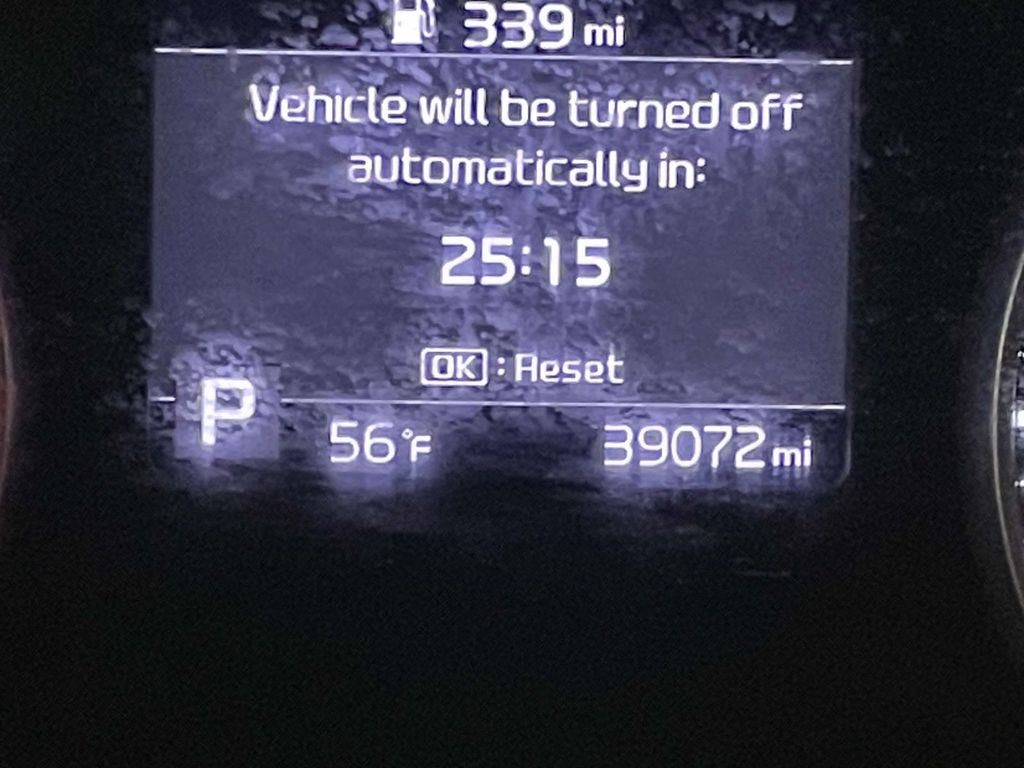 339 mi
Vehicle will be turned off
automatically in:
25:15
OK : Reset
P 56°F 39072 mi